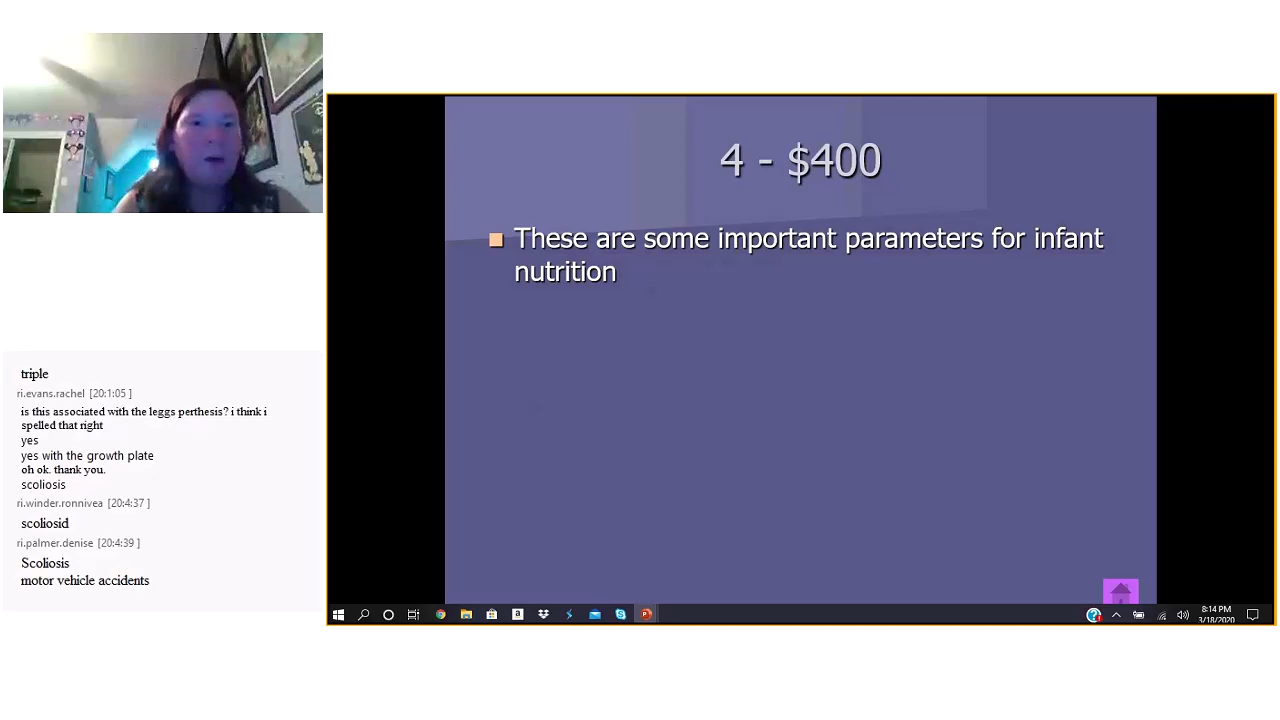 4 - $400
These are some important parameters for infant
nutrition
triple
ri.evans.rachel [20:1:05 ]
is this associated with the leggs perthesis? i think i
spelled that right
yes
yes with the growth plate
oh ok. thank you.
scoliosis
ri.winder.ronnivea [20:4:37 ]
scoliosid
ri.palmer.denise [20:4:39 ]
Scoliosis
motor vehicle accidents
8:14 PM
3/18/2020